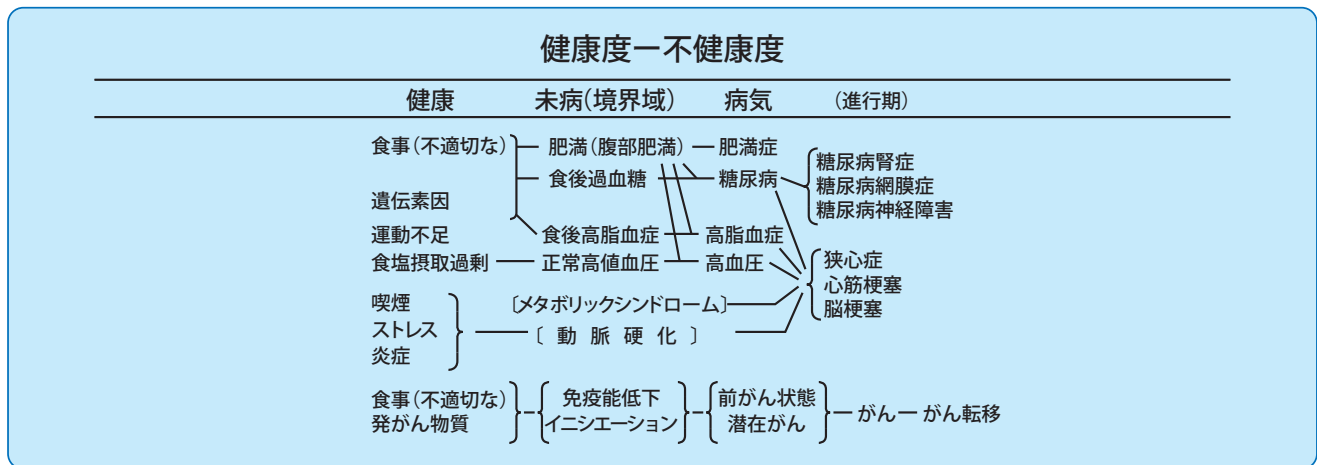 健康度ー不健康度
健康 未病(境界域) 病気 (進行期)
食事(不適切な) 肥満(腹部肥満) 肥満症
糖尿病腎症
食後過血糖 糖尿病
糖尿病網膜症
遺伝素因
糖尿病神経障害
運動不足 食後高脂血症 高脂血症
食塩摂取過剰 正常高値血圧 高血圧
狭心症
心筋梗塞
脳梗塞
喫煙 〔メタボリックシンドローム〕
ストレス 〔動脈硬化〕
炎症
食事(不適切な) 免疫能低下 前がん状態
がん がん転移
発がん物質 イニシエーション 潜在がん